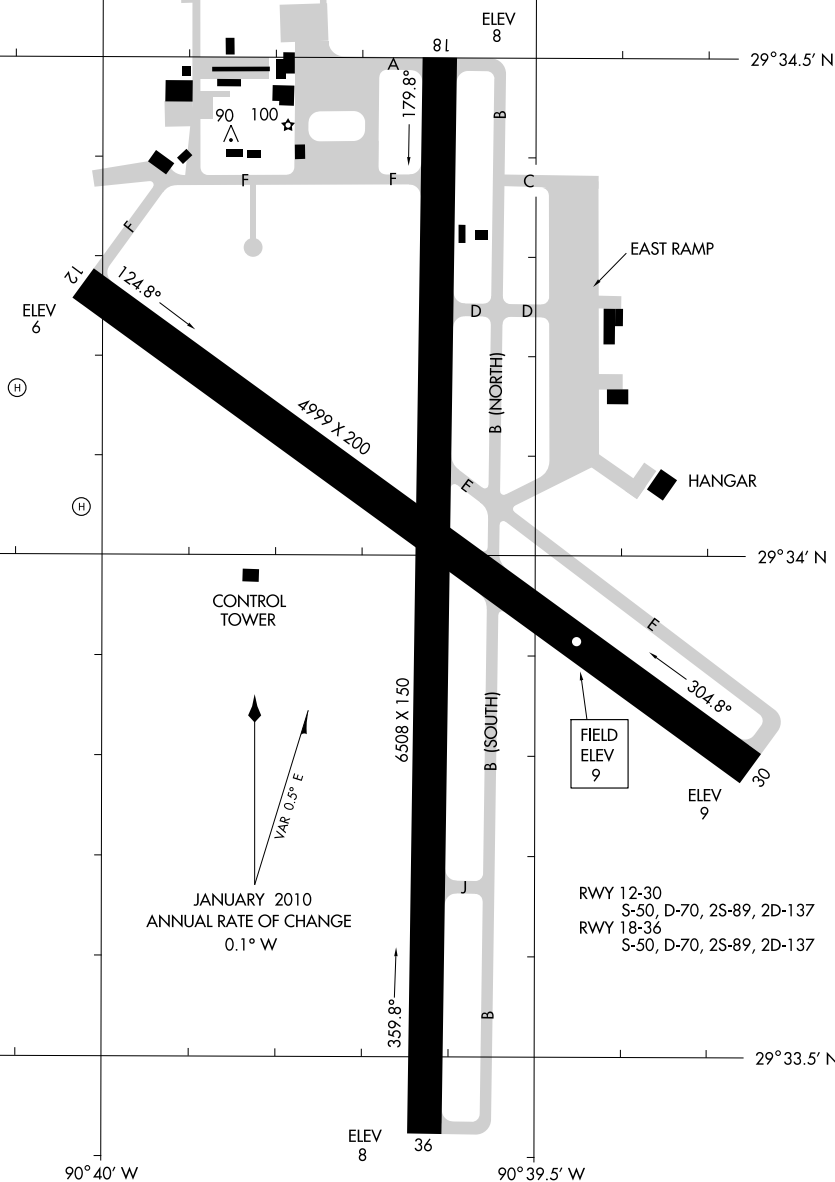 ELEV
8
18
29°34.5' N
A
179.8°
B
90
100
F
F
C
F
EAST RAMP
12
124.8°
ELEV
6
D
D
H
B (NORTH)
4999 X 200
E
HANGAR
H
29°34' N
CONTROL
TOWER
E
304.8°
6508 X 150
B (SOUTH)
FIELD
ELEV
9
30
ELEV
9
VAR 0.5° E
J
JANUARY 2010
ANNUAL RATE OF CHANGE
0.1° W
RWY 12-30
S-50, D-70, 2S-89, 2D-137
RWY 18-36
S-50, D-70, 2S-89, 2D-137
359.8°
B
29°33.5' N
ELEV
8
36
90°40' W
90°39.5' W